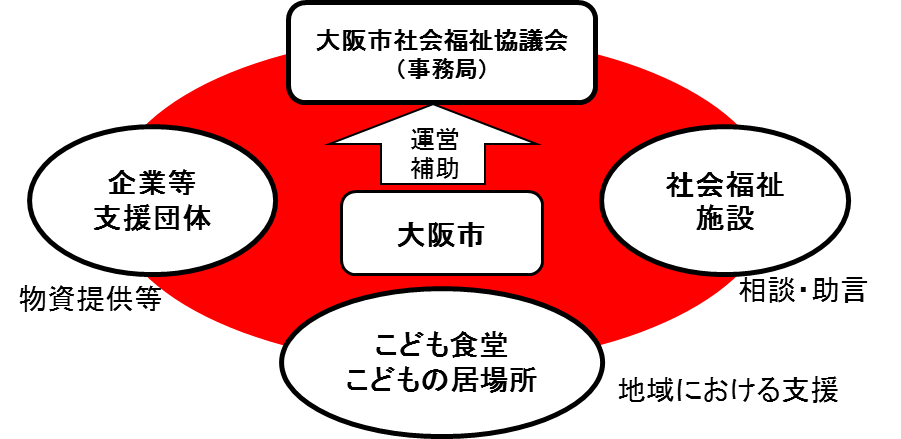 大阪市社会福祉協議会
（事務局）
運営
補助
企業等
支援団体
社会福祉
施設
大阪市
物資提供等
相談・助言
こども食堂
こどもの居場所
地域における支援